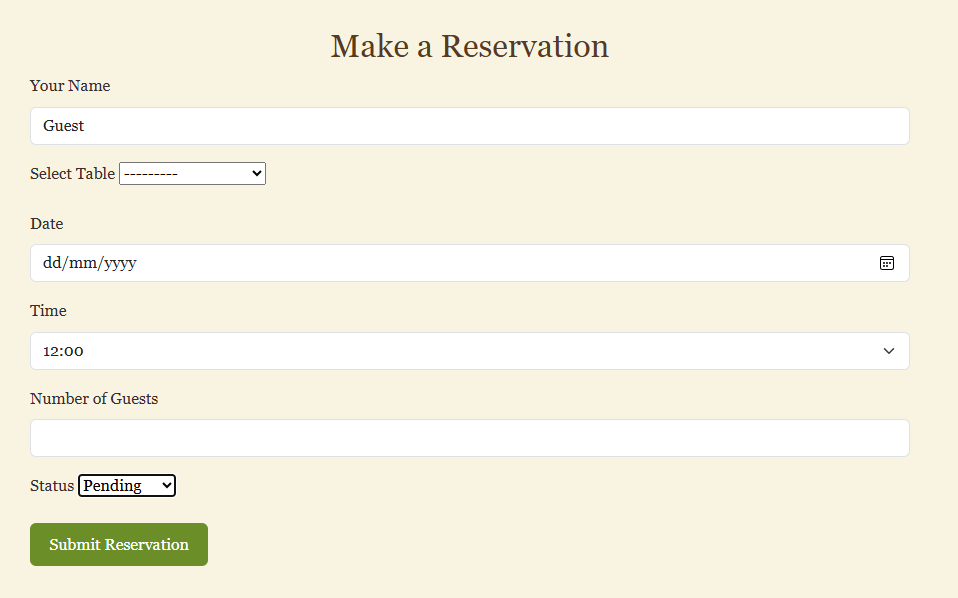 Make a Reservation
Your Name
Guest
Select Table ---------
Date
dd/mm/yyyy
Time
12:00
Number of Guests
Status Pending
Submit Reservation